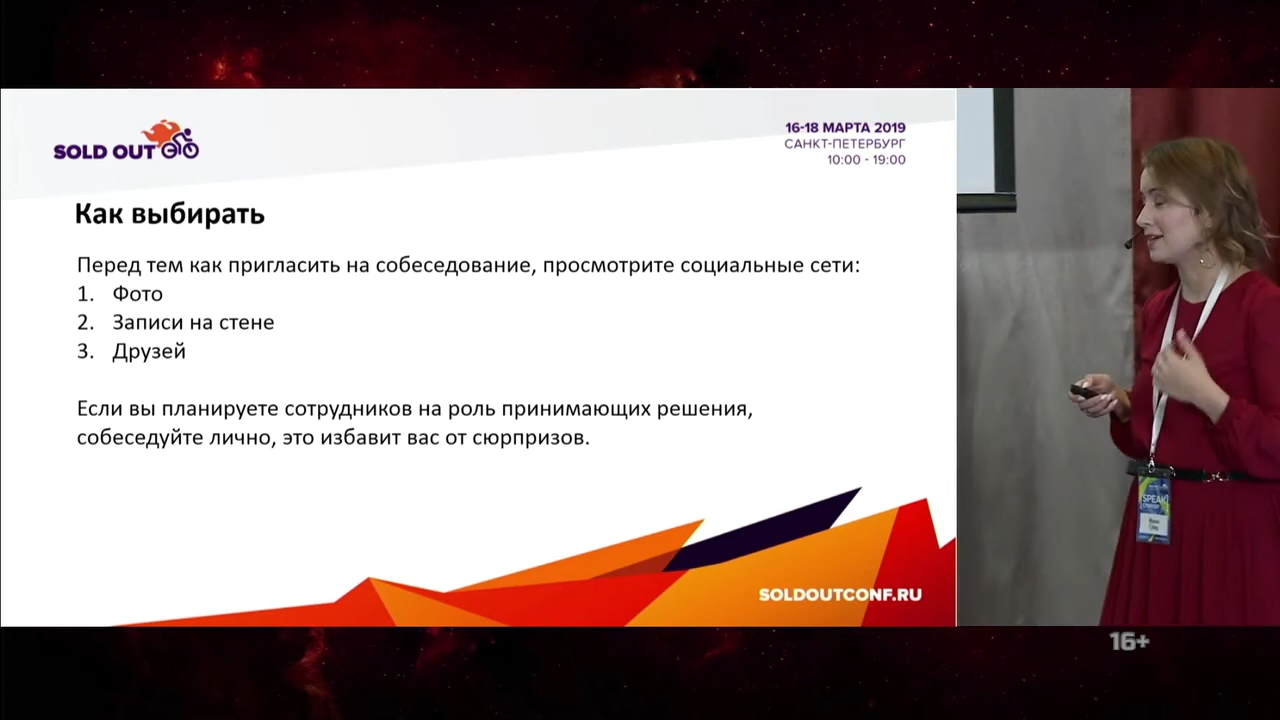 SOLD OUT
16-18 МАРТА 2019
САНКТ-ПЕТЕРБУРГ
10:00 - 19:00
Как выбирать
Перед тем как пригласить на собеседование, просмотрите социальные сети:
1. Фото
2. Записи на стене
3. Друзей
Если вы планируете сотрудников на роль принимающих решения,
собеседуйте лично, это избавит вас от сюрпризов.
SOLDOUTCONF.RU
SPEAK
16+